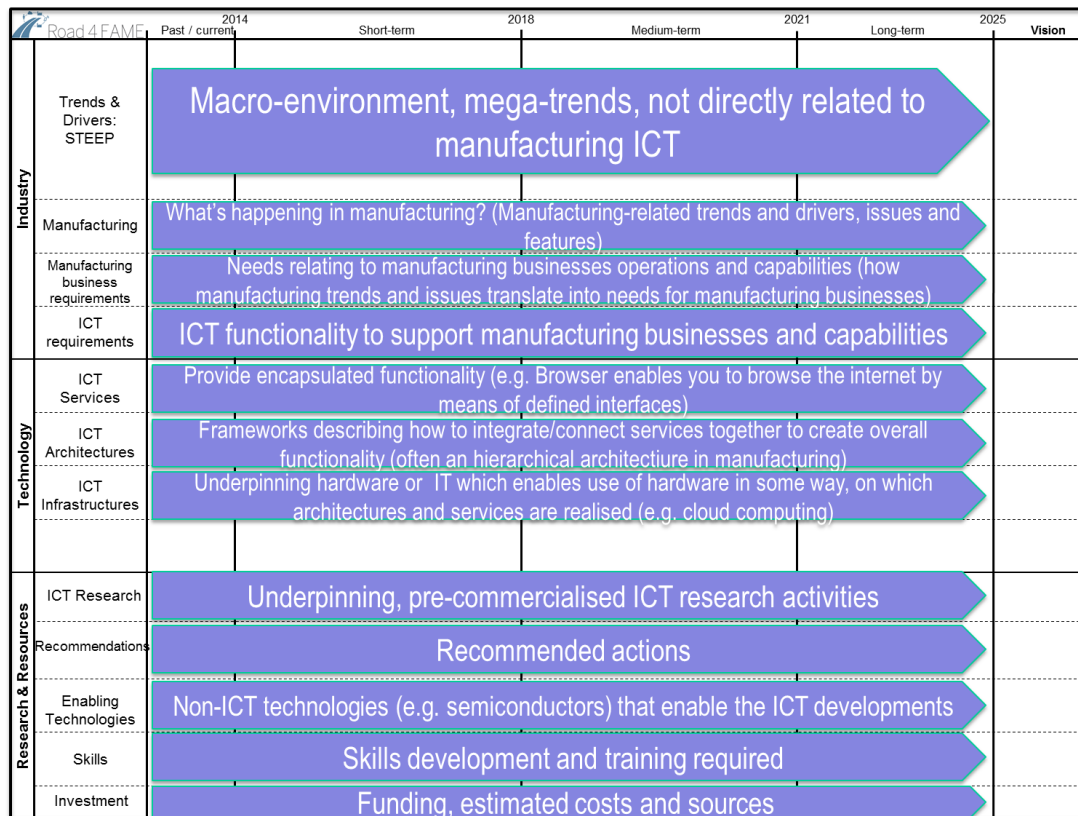 Road4FAME
2014 2018 2021 2025
Past / current Short-term Medium-term Long-term Vision
Industry
Trends &
Drivers:
STEEP
Macro-environment, mega-trends, not directly related to
manufacturing ICT
Manufacturing
What's happening in manufacturing? (Manufacturing-related trends and drivers, issues and
features)
Manufacturing
business
requirements
Needs relating to manufacturing businesses operations and capabilities (how
manufacturing trends and issues translate into needs for manufacturing businesses)
ICT
requirements
ICT functionality to support manufacturing businesses and capabilities
Technology
ICT
Services
Provide encapsulated functionality (e.g. Browser enables you to browse the internet by
means of defined interfaces)
ICT
Architectures
Frameworks describing how to integrate/connect services together to create overall
functionality (often an hierarchical architectiure in manufacturing)
ICT
Infrastructures
Underpinning hardware or IT which enables use of hardware in some way, on which
architectures and services are realised (e.g. cloud computing)
Research & Resources
ICT Research
Underpinning, pre-commercialised ICT research activities
Recommendations
Recommended actions
Enabling
Technologies
Non-ICT technologies (e.g. semiconductors) that enable the ICT developments
Skills
Skills development and training required
Investment
Funding, estimated costs and sources